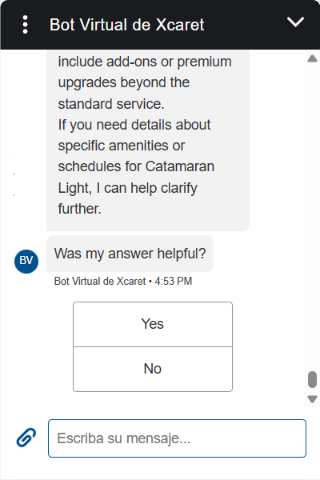 Bot Virtual de Xcaret
include add-ons or premium
upgrades beyond the
standard service.
If you need details about
specific amenities or
schedules for Catamaran
Light, I can help clarify
further.
Was my answer helpful?
BV
Bot Virtual de Xcaret • 4:53 PM
Yes
No
Escriba su mensaje...